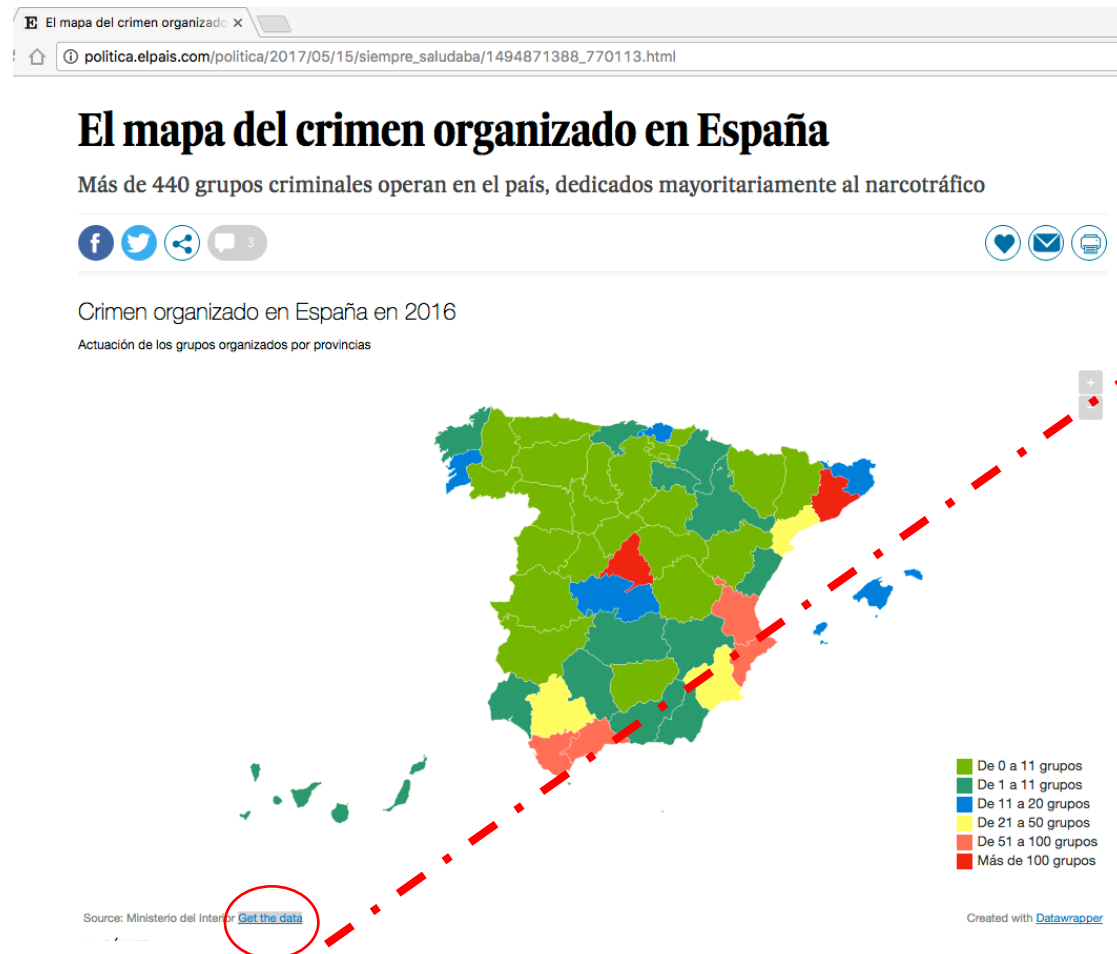 E El mapa del crimen organizado ×
politica.elpais.com/politica/2017/05/15/siempre_saludaba/1494871388_770113.html
El mapa del crimen organizado en España
Más de 440 grupos criminales operan en el país, dedicados mayoritariamente al narcotráfico
3
Crimen organizado en España en 2016
Actuación de los grupos organizados por provincias
De 0 a 11 grupos
De 1 a 11 grupos
De 11 a 20 grupos
De 21 a 50 grupos
De 51 a 100 grupos
Más de 100 grupos
Source: Ministerio del Interior Get the data
Created with Datawrapper